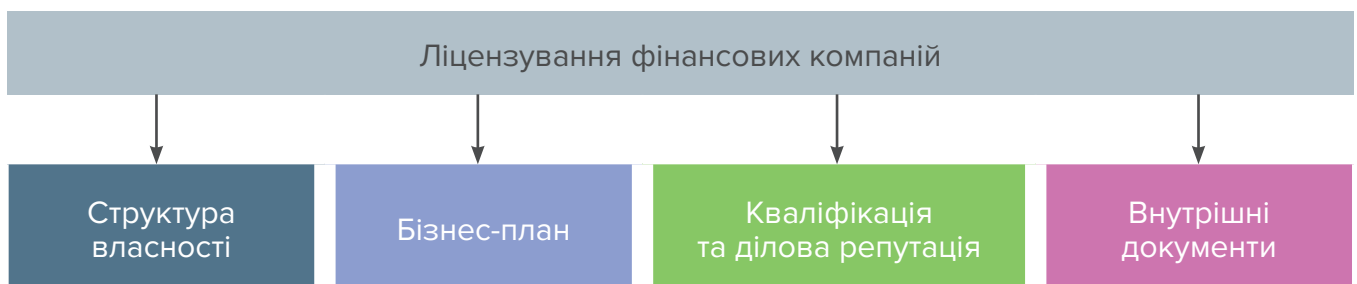 Ліцензування фінансових компаній
Структура
власності
Бізнес-план
Кваліфікація
та ділова репутація
Внутрішні
документи